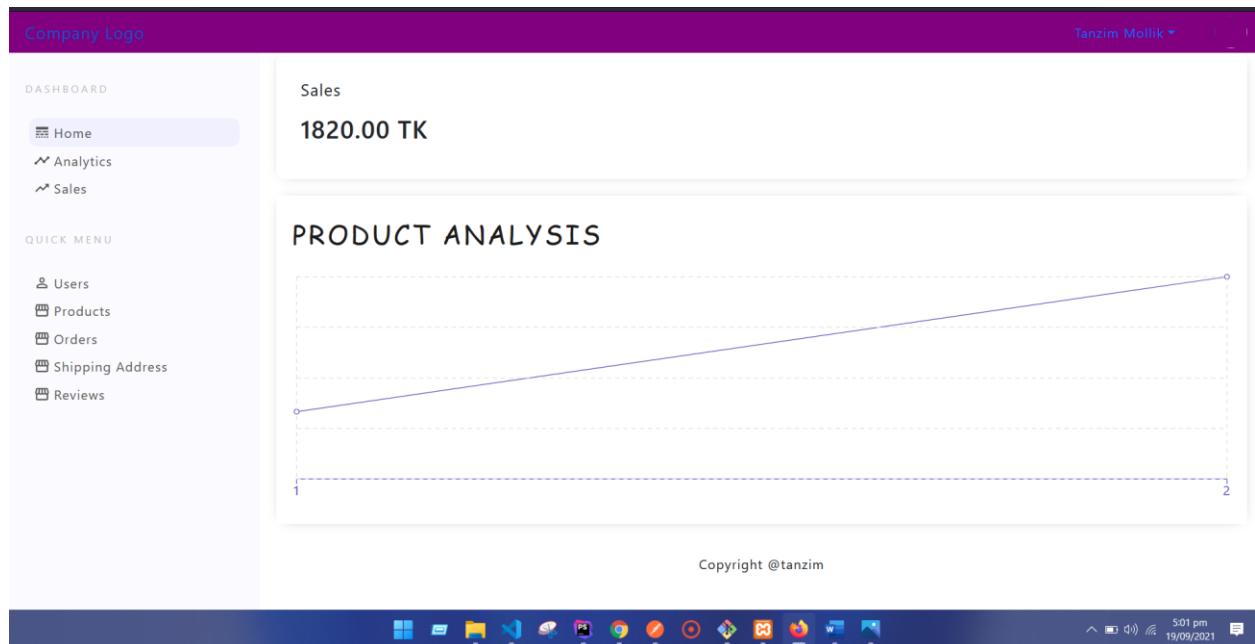 Company Logo
Tanzim Mollik
DASHBOARD
Home
Analytics
Sales
QUICK MENU
Users
Products
Orders
Shipping Address
Reviews
Sales
1820.00 TK
PRODUCT ANALYSIS
1
2
Copyright @tanzim
PS
W
5:01 pm
19/09/2021